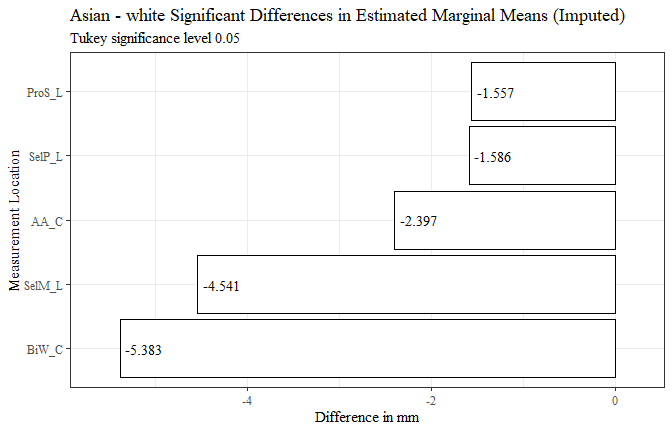 Asian - white Significant Differences in Estimated Marginal Means (Imputed)
Tukey significance level 0.05
Measurement Location
ProS_L
-1.557
SelP_L
-1.586
AA_C
-2.397
SelM_L
-4.541
BiW_C
-5.383
-4
-2
0
Difference in mm